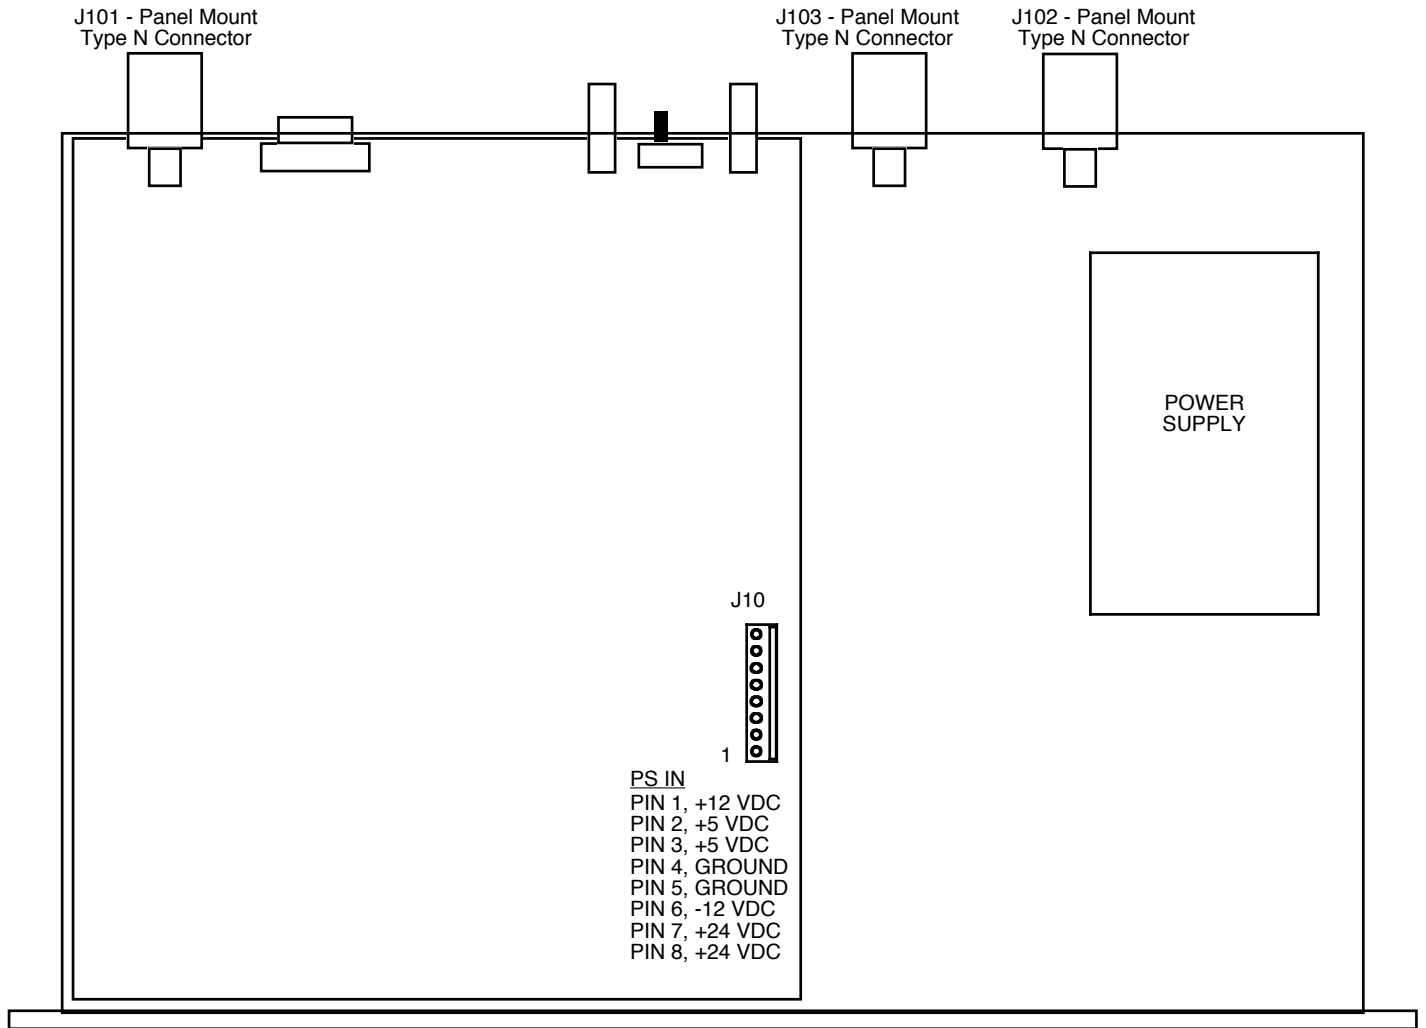 J101 - Panel Mount
Type N Connector
J103 - Panel Mount
Type N Connector
J102 - Panel Mount
Type N Connector
POWER
SUPPLY
J10
1
PS IN
PIN 1, +12 VDC
PIN 2, +5 VDC
PIN 3, +5 VDC
PIN 4, GROUND
PIN 5, GROUND
PIN 6, -12 VDC
PIN 7, +24 VDC
PIN 8, +24 VDC